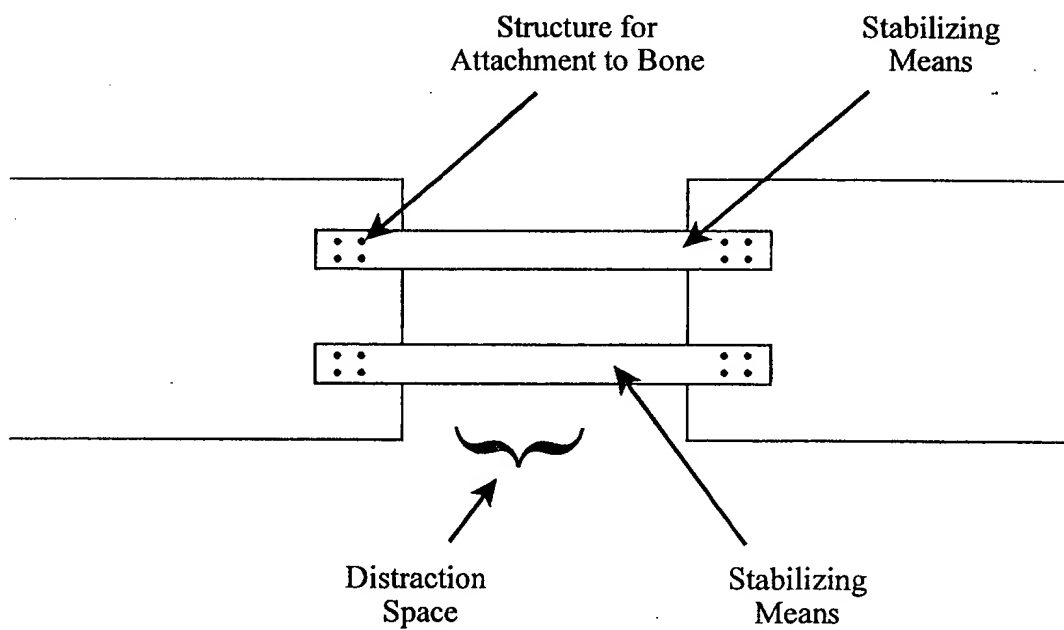 Structure for
Attachment to Bone
Stabilizing
Means
Distraction
Space
Stabilizing
Means